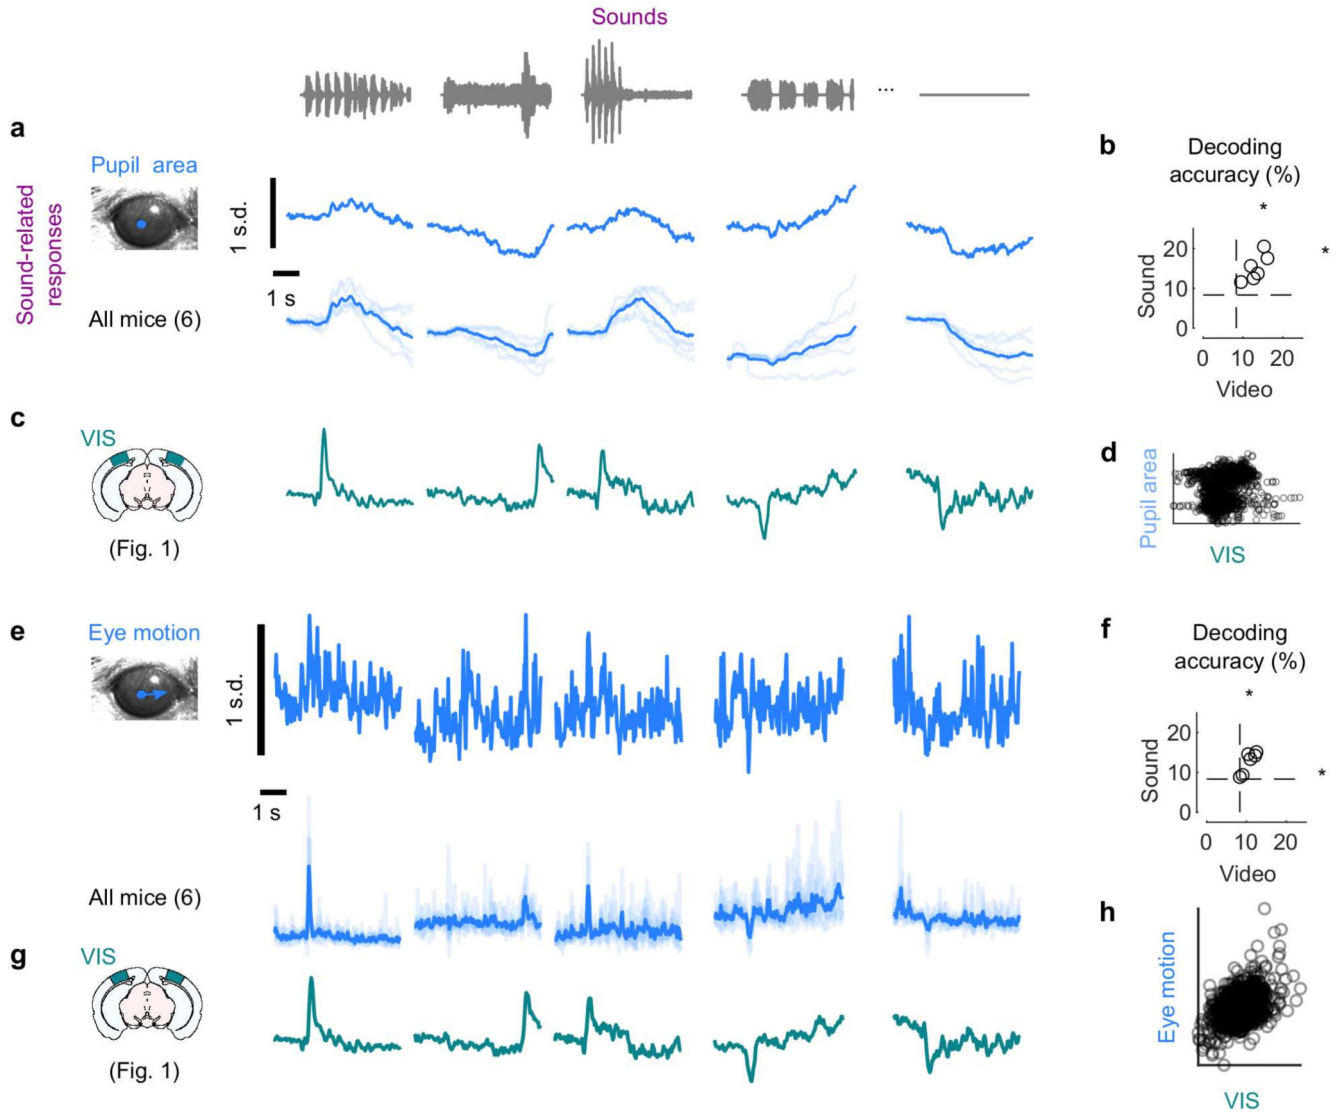 Sounds
...
a
Pupil area
Sound-related
responses
1 s.d.
1 s
All mice (6)
b
Decoding
accuracy (%)
*
*
Sound
20
10
0
0 10 20
Video
c
VIS
(Fig. 1)
d
Pupil area
VIS
e
Eye motion
1 s.d.
1 s
All mice (6)
f
Decoding
accuracy (%)
*
*
Sound
20
10
0
0 10 20
Video
g
VIS
(Fig. 1)
h
Eye motion
VIS